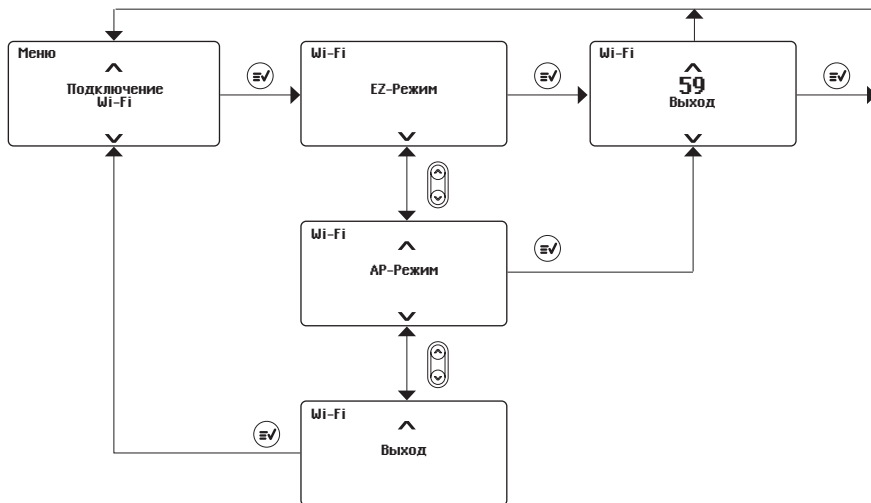 Меню
Подключение
Wi-Fi
Wi-Fi
EZ-Режим
Wi-Fi
59
Выход
Wi-Fi
AP-Режим
Wi-Fi
Выход